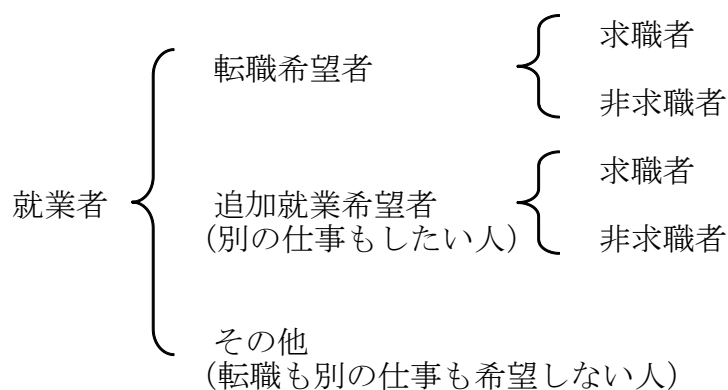 就業者
転職希望者
求職者
非求職者
追加就業希望者
(別の仕事もしたい人)
求職者
非求職者
その他
(転職も別の仕事も希望しない人)